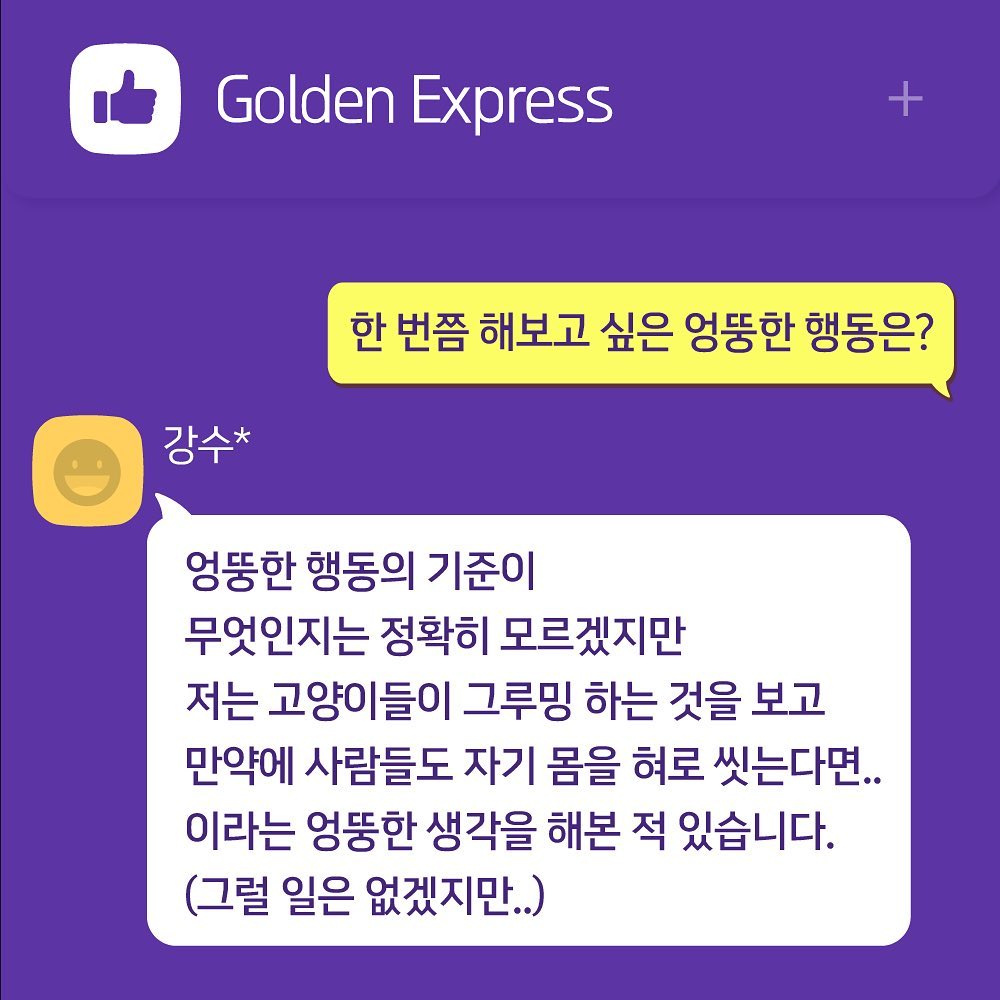 Golden Express
한 번쯤 해보고 싶은 엉뚱한 행동은?
강수*
엉뚱한 행동의 기준이
무엇인지는 정확히 모르겠지만
저는 고양이들이 그루밍 하는 것을 보고
만약에 사람들도 자기 몸을 혀로 씻는다면..
이라는 엉뚱한 생각을 해본 적 있습니다.
(그럴 일은 없겠지만..)